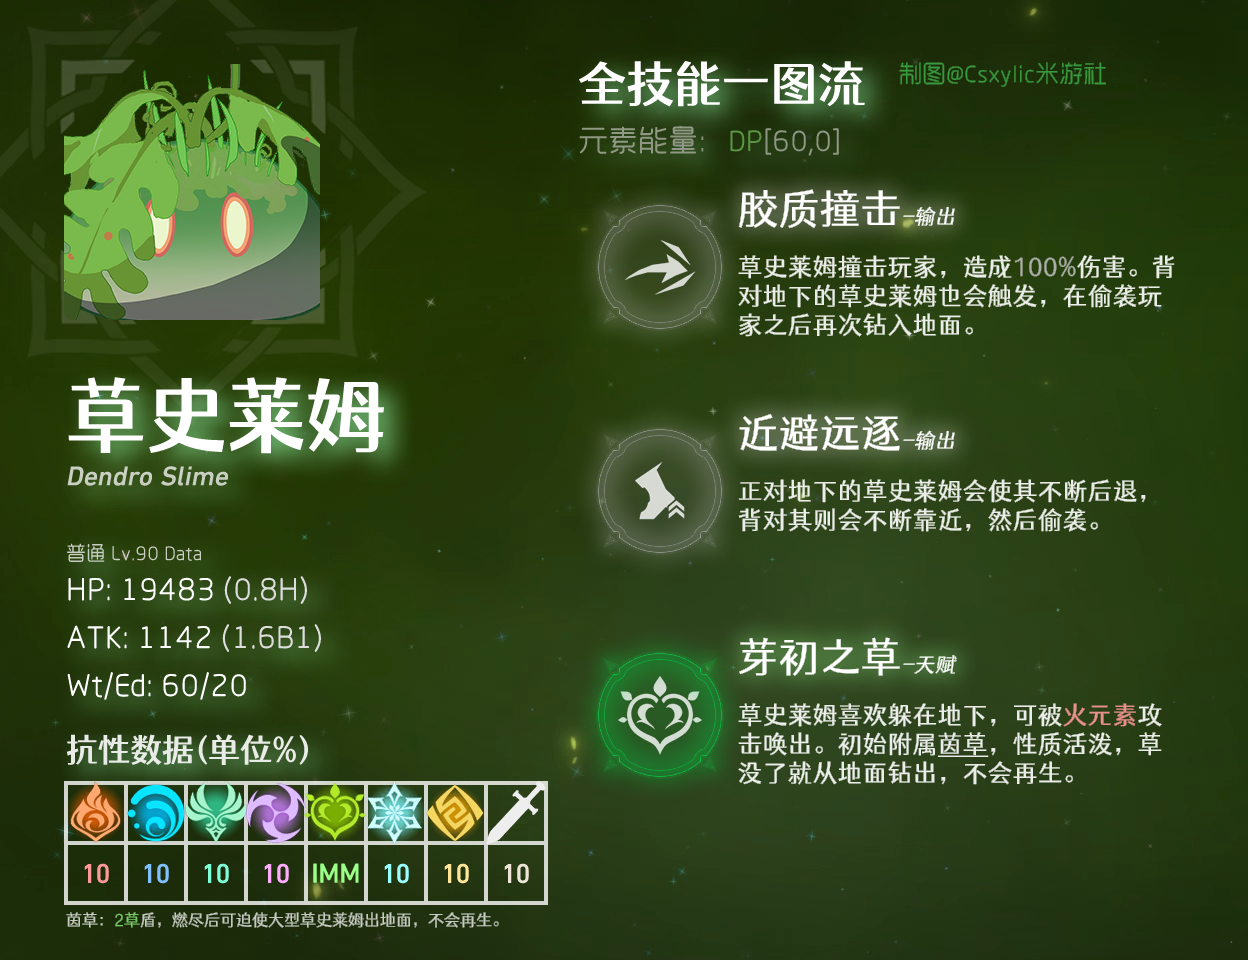 全技能一图流
制图@Csxylic米游社
元素能量：DP[60,0]
胶质撞击-输出
草史莱姆撞击玩家，造成100%伤害。背
对地下的草史莱姆也会触发，在偷袭玩
家之后再次钻入地面。
近避远逐-输出
正对地下的草史莱姆会使其不断后退，
背对其则会不断靠近，然后偷袭。
芽初之草-天赋
草史莱姆喜欢躲在地下，可被火元素攻
击唤出。初始附属茵草，性质活泼，草
没了就从地面钻出，不会再生。
草史莱姆
Dendro Slime
普通 Lv.90 Data
HP: 19483 (0.8H)
ATK: 1142 (1.6B1)
Wt/Ed: 60/20
抗性数据(单位%)
10 10 10 10 IMM 10 10 10
茵草：2草盾，燃尽后可迫使大型草史莱姆出地面，不会再生。